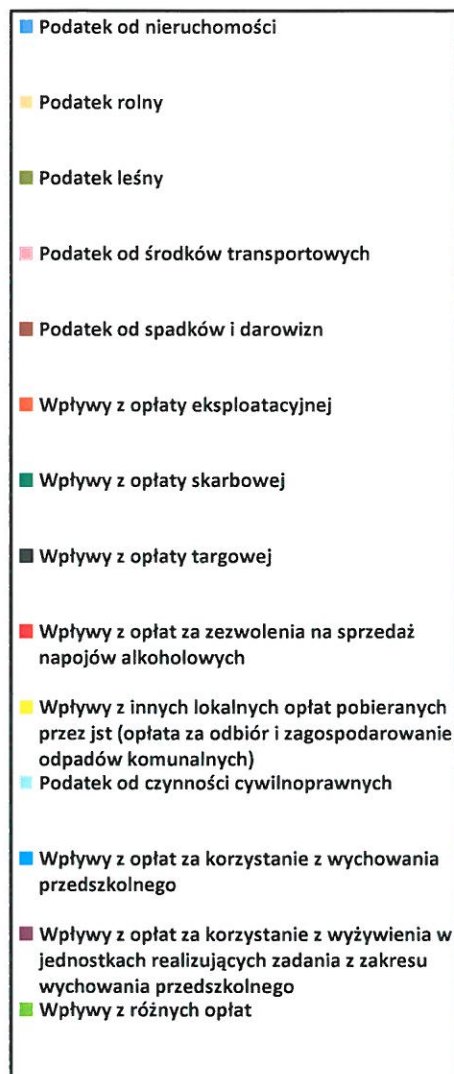 Podatek od nieruchomości
Podatek rolny
Podatek leśny
Podatek od środków transportowych
Podatek od spadków i darowizn
Wpływy z opłaty eksploatacyjnej
Wpływy z opłaty skarbowej
Wpływy z opłaty targowej
Wpływy z opłat za zezwolenia na sprzedaż
napojów alkoholowych
Wpływy z innych lokalnych opłat pobieranych
przez jst (opłata za odbiór i zagospodarowanie
odpadów komunalnych)
Podatek od czynności cywilnoprawnych
Wpływy z opłat za korzystanie z wychowania
przedszkolnego
Wpływy z opłat za korzystanie z wyżywienia w
jednostkach realizujących zadania z zakresu
wychowania przedszkolnego
Wpływy z różnych opłat